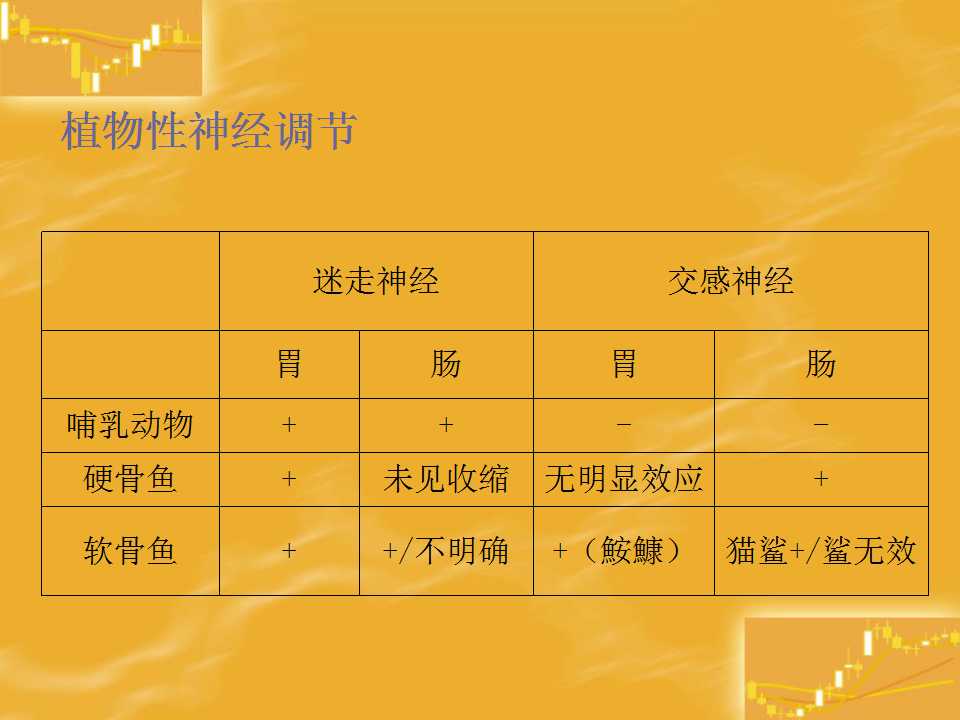 植物性神经调节
迷走神经 交感神经
胃 肠 胃 肠
哺乳动物 + + - -
硬骨鱼 + 未见收缩 无明显效应 +
软骨鱼 + +/不明确 +（鮟鱇） 猫鲨+/鲨无效